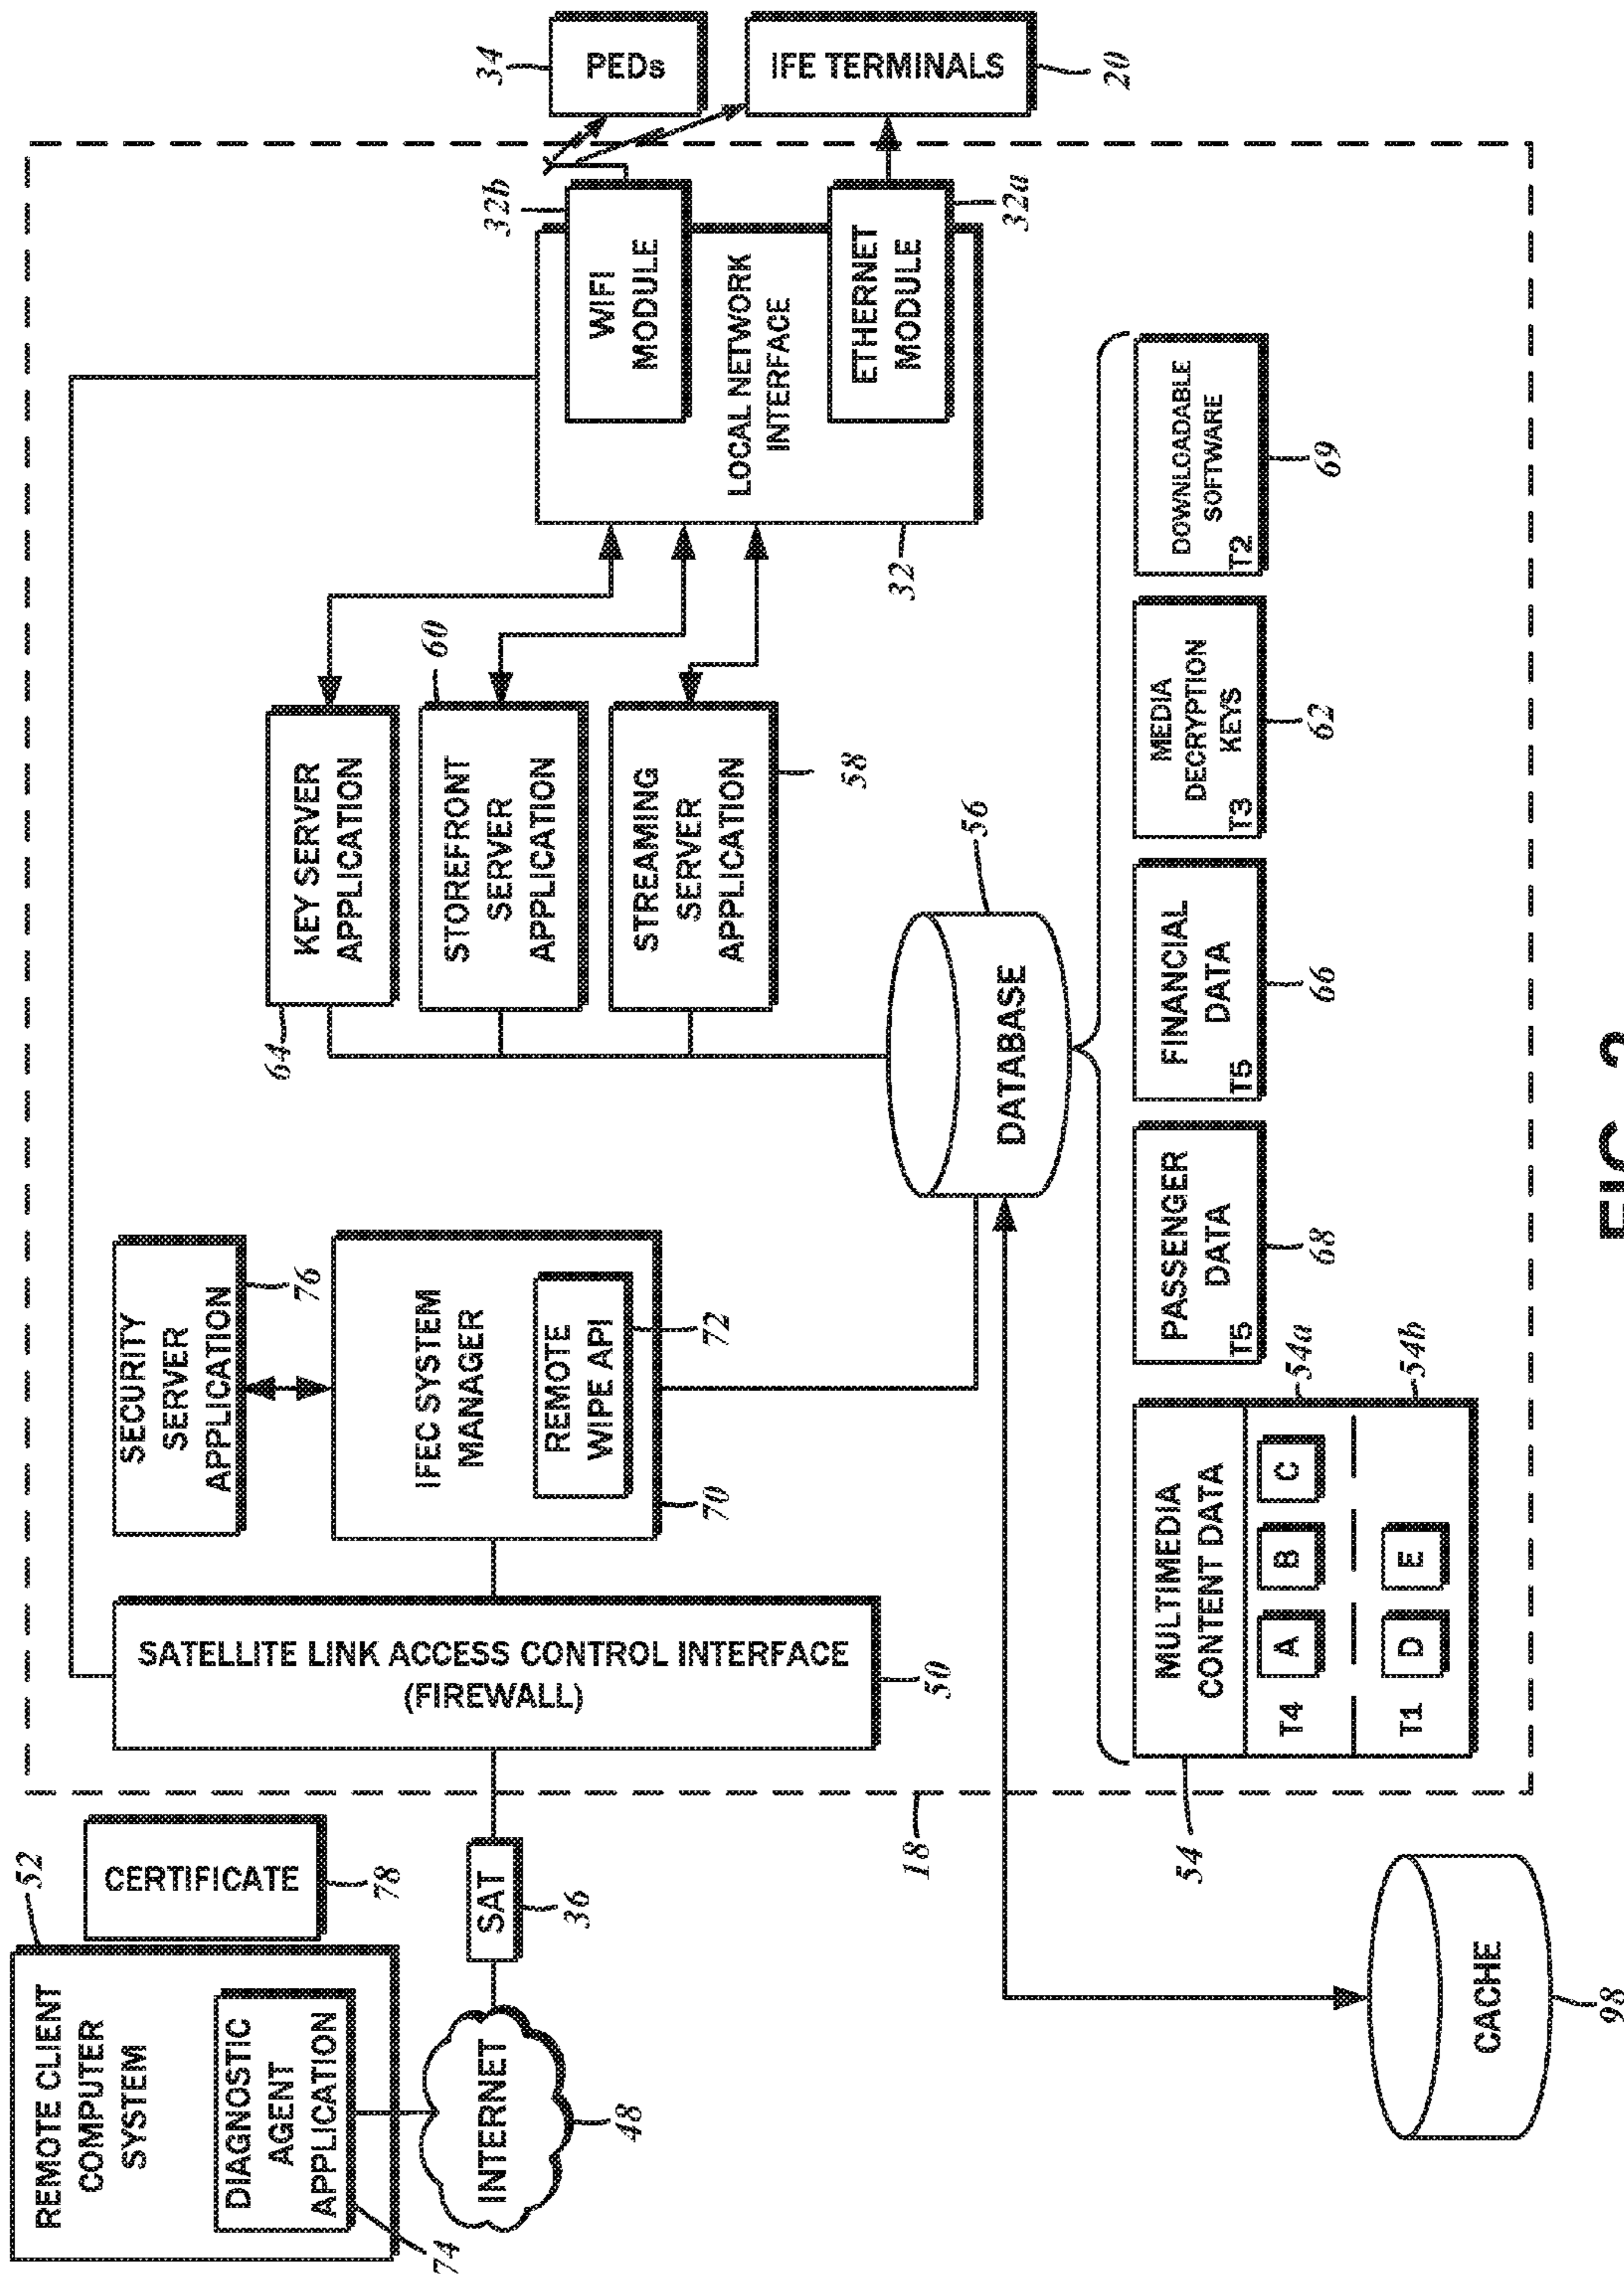 REMOTE CLIENT
COMPUTER
SYSTEM
52
DIAGNOSTIC
AGENT
APPLICATION
74
CERTIFICATE
78
INTERNET
48
SAT
36
18
SATELLITE LINK ACCESS CONTROL INTERFACE
(FIREWALL)
50
SECURITY
SERVER
APPLICATION
76
IFEC SYSTEM
MANAGER
REMOTE
WIPE API
72
70
KEY SERVER
APPLICATION
64
STOREFRONT
SERVER
APPLICATION
60
STREAMING
SERVER
APPLICATION
58
WIFI
MODULE
32b
LOCAL NETWORK
INTERFACE
ETHERNET
MODULE
32a
32
PEDs
34
IFE TERMINALS
20
DATABASE
56
CACHE
98
MULTIMEDIA
CONTENT DATA
T4 A B C
54a
T1 D E
54b
54
PASSENGER
DATA
T5
68
FINANCIAL
DATA
T5
66
MEDIA
DECRYPTION
KEYS
T3
62
DOWNLOADABLE
SOFTWARE
T2
69